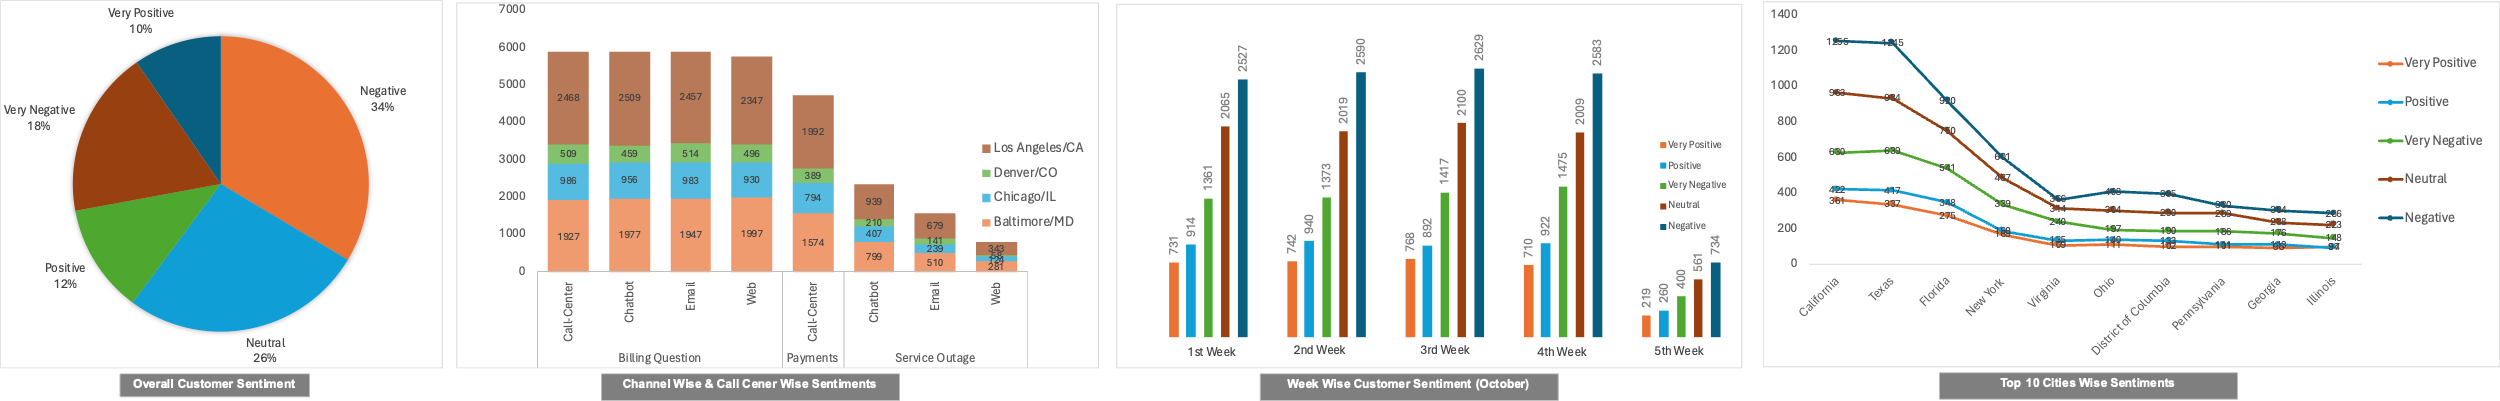 Very Positive
10%
Negative
34%
Very Negative
18%
Positive
12%
Neutral
26%
Overall Customer Sentiment
7000
6000
5000
4000
3000
2000
1000
0
2468 2509 2457 2347 1992 939 679 343
509 459 514 496 389 210 141
986 956 983 930 794 407 239 124
1927 1977 1947 1997 1574 799 510 281
Los Angeles/CA
Denver/CO
Chicago/IL
Baltimore/MD
Call-Center Chatbot Email Web Call-Center Chatbot Email Web
Billing Question Payments Service Outage
Channel Wise & Call Cener Wise Sentiments
731 914 1361 2065 2527
742 940 1373 2019 2590
768 892 1417 2100 2629
710 922 1475 2009 2583
219 260 400 561 734
1st Week 2nd Week 3rd Week 4th Week 5th Week
Very Positive
Positive
Very Negative
Neutral
Negative
Week Wise Customer Sentiment (October)
1400
1200
1000
800
600
400
200
0
422 417
361 337 275
California Texas Florida New York Virginia Ohio District of Columbia Pennsylvania Georgia Illinois
Very Positive
Positive
Very Negative
Neutral
Negative
Top 10 Cities Wise Sentiments